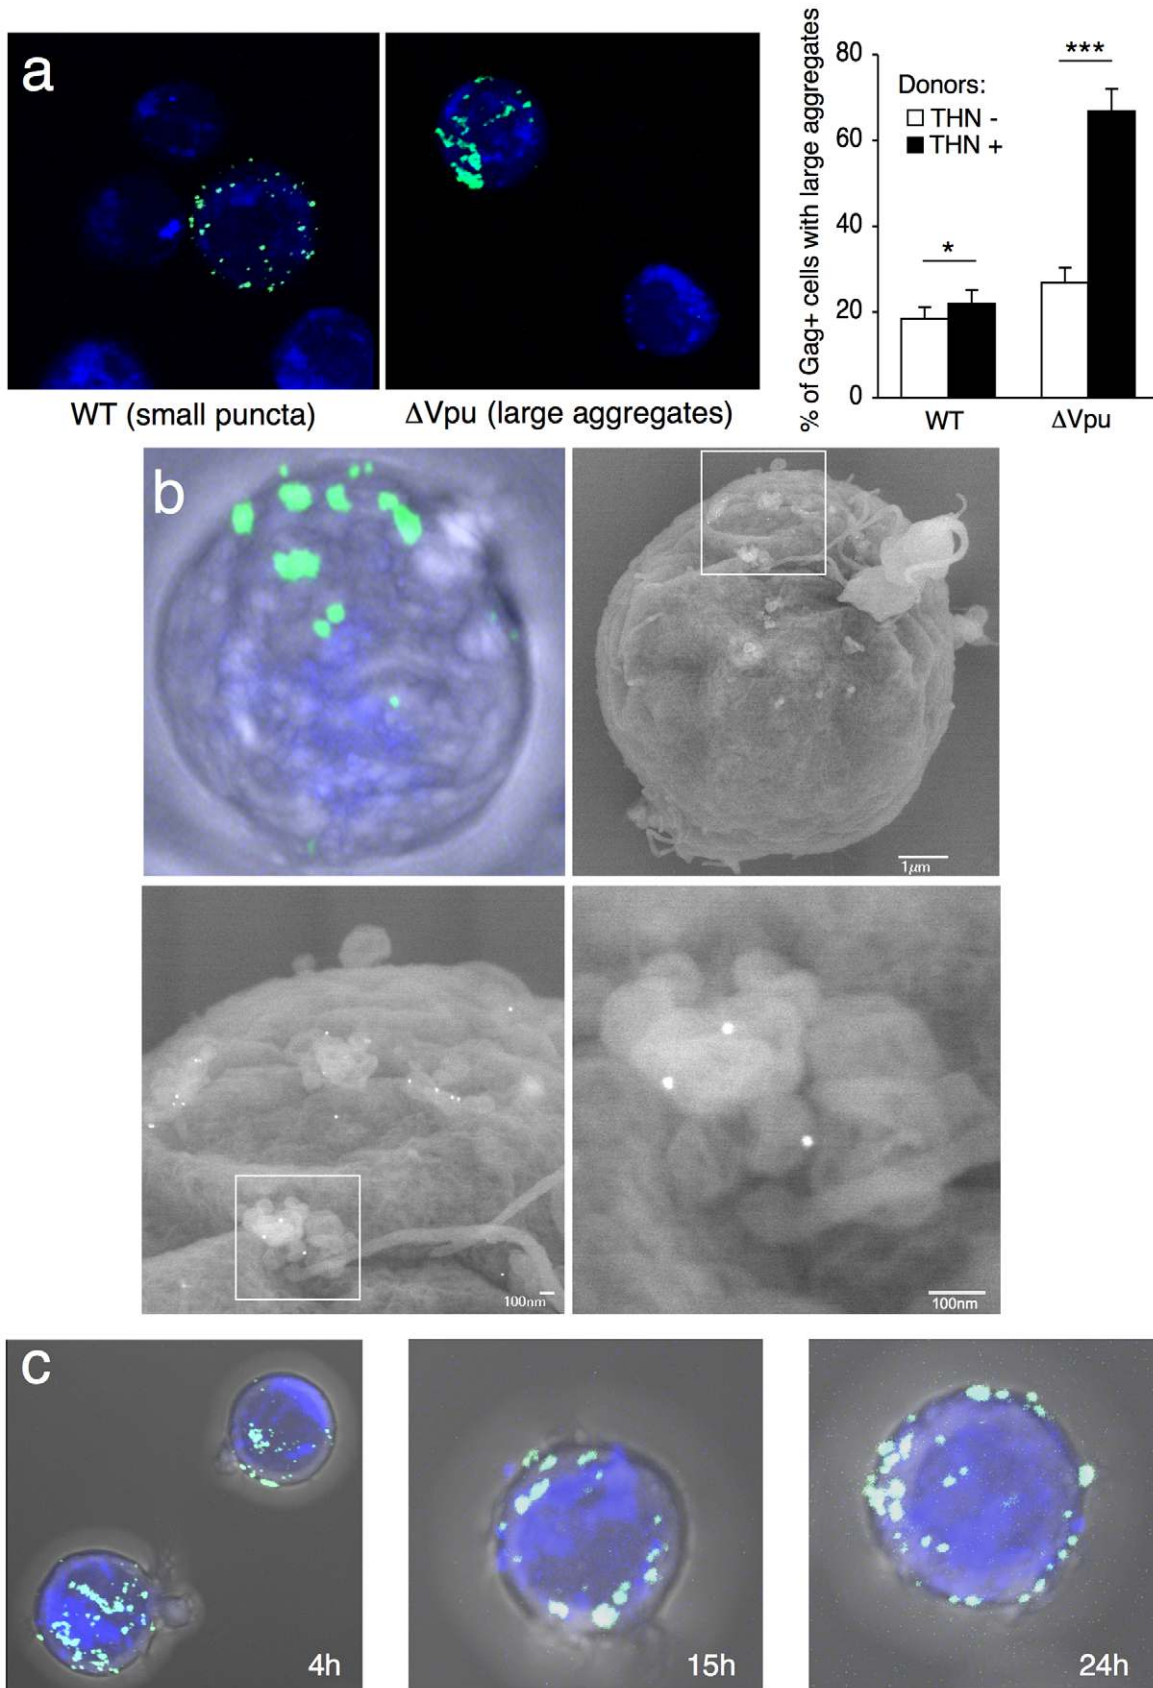 a
WT (small puncta)
ΔVpu (large aggregates)
% of Gag+ cells with large aggregates
80
60
40
20
0
Donors:
THN -
THN +
*
***
WT
ΔVpu
b
1μm
100nm
100nm
c
4h
15h
24h